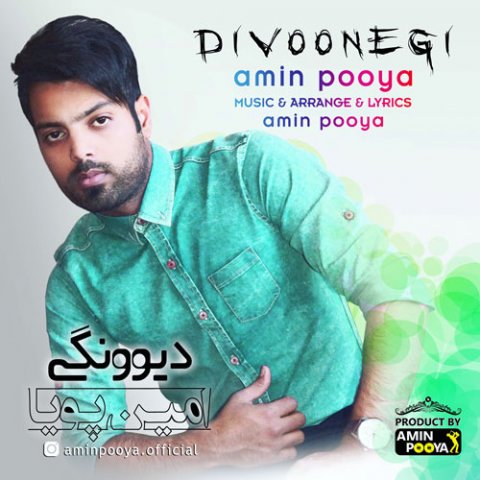 DIVOONEGI
amin pooya
MUSIC & ARRANGE & LYRICS
amin pooya
دیوونگی
امین پویا
aminpooya.official
PRODUCT BY
AMIN
POOYA